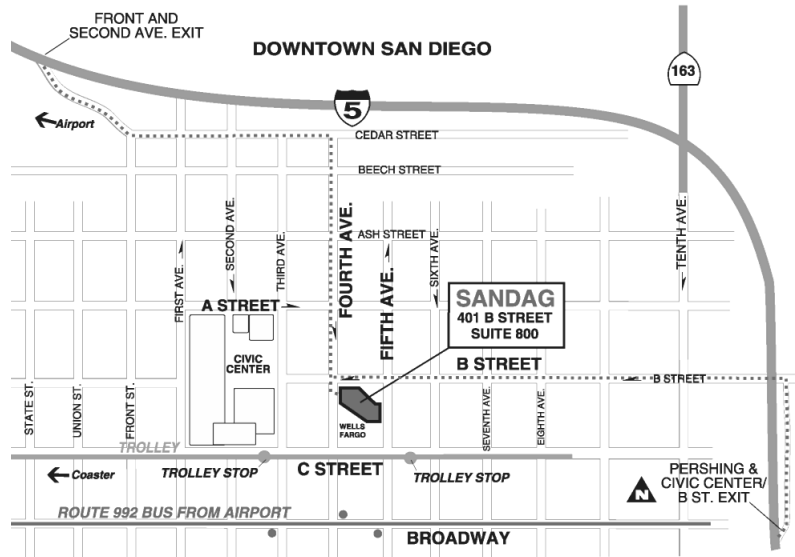 FRONT AND
SECOND AVE. EXIT
DOWNTOWN SAN DIEGO
163
5
Airport
CEDAR STREET
BEECH STREET
ASH STREET
FIRST AVE.
SECOND AVE.
THIRD AVE.
FOURTH AVE.
FIFTH AVE.
SIXTH AVE.
TENTH AVE.
A STREET
SANDAG
401 B STREET
SUITE 800
CIVIC
CENTER
B STREET
B STREET
STATE ST.
UNION ST.
FRONT ST.
WELLS
FARGO
SEVENTH AVE.
EIGHTH AVE.
TROLLEY
Coaster
TROLLEY STOP
C STREET
TROLLEY STOP
N
PERSHING &
CIVIC CENTER/
B ST. EXIT
ROUTE 992 BUS FROM AIRPORT
BROADWAY